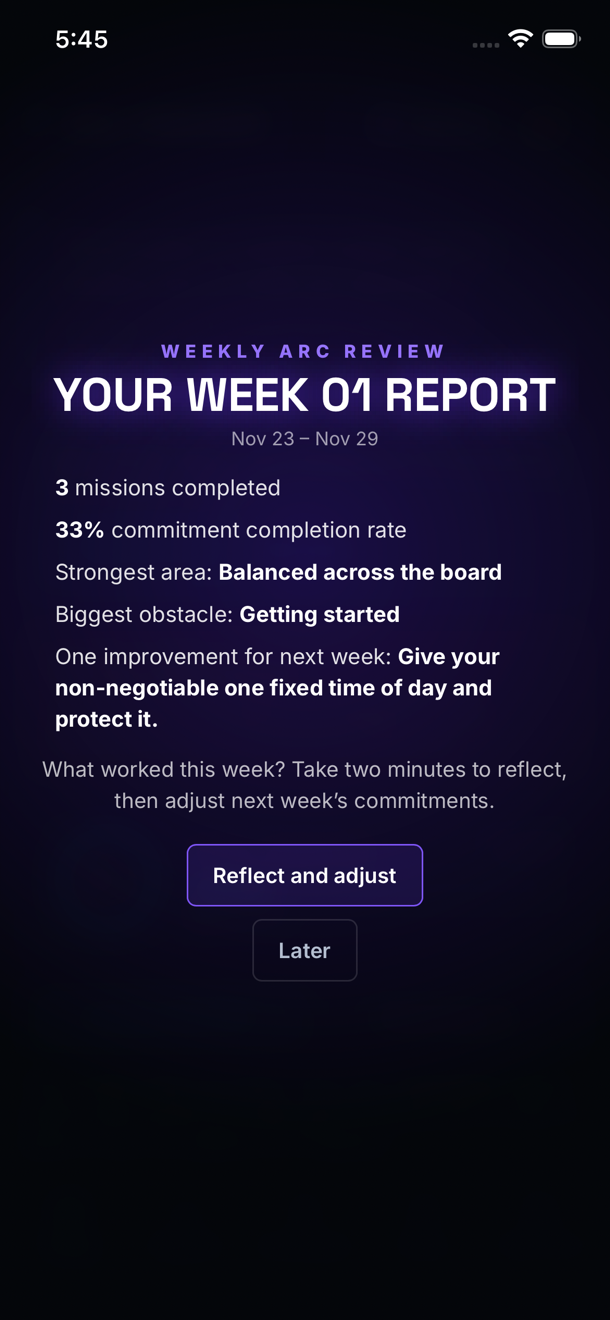 5:45
WEEKLY ARC REVIEW
YOUR WEEK 01 REPORT
Nov 23 – Nov 29
3 missions completed
33% commitment completion rate
Strongest area: Balanced across the board
Biggest obstacle: Getting started
One improvement for next week: Give your
non-negotiable one fixed time of day and
protect it.
What worked this week? Take two minutes to reflect,
then adjust next week’s commitments.
Reflect and adjust
Later